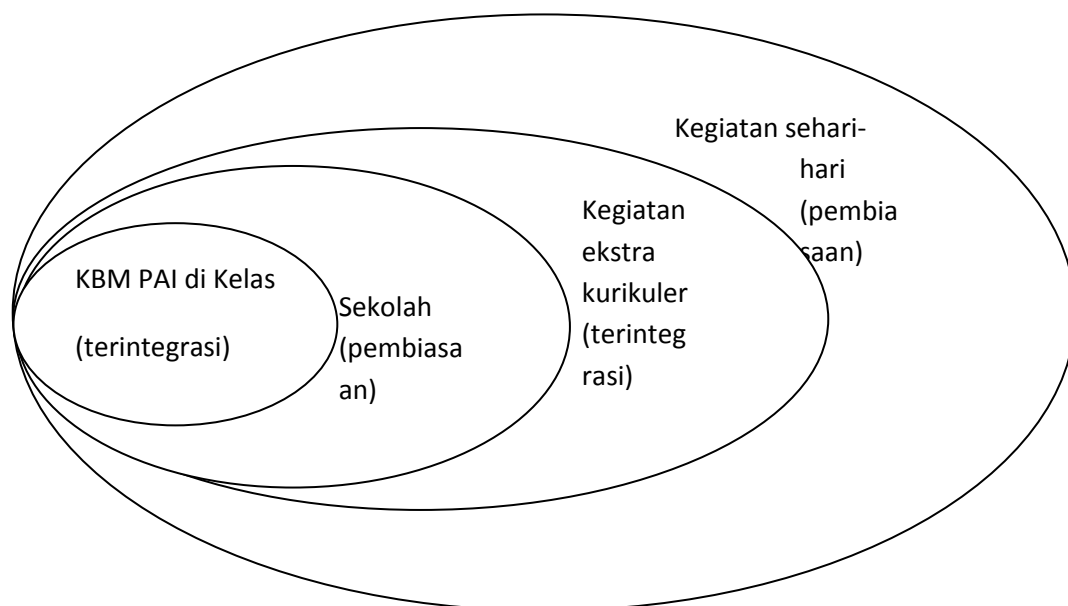 KBM PAI di Kelas
(terintegrasi)
Sekolah
(pembiasa
an)
Kegiatan
ekstra
kurikuler
(terinteg
rasi)
Kegiatan sehari-
hari
(pembia
saan)